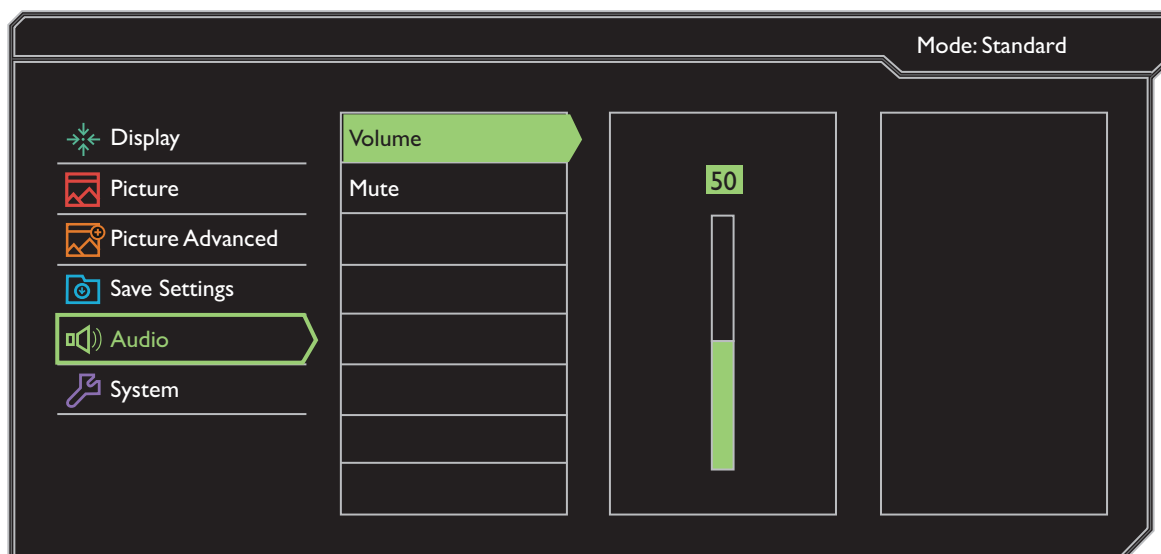 Mode: Standard
Display
Picture
Picture Advanced
Save Settings
Audio
System
Volume
Mute
50